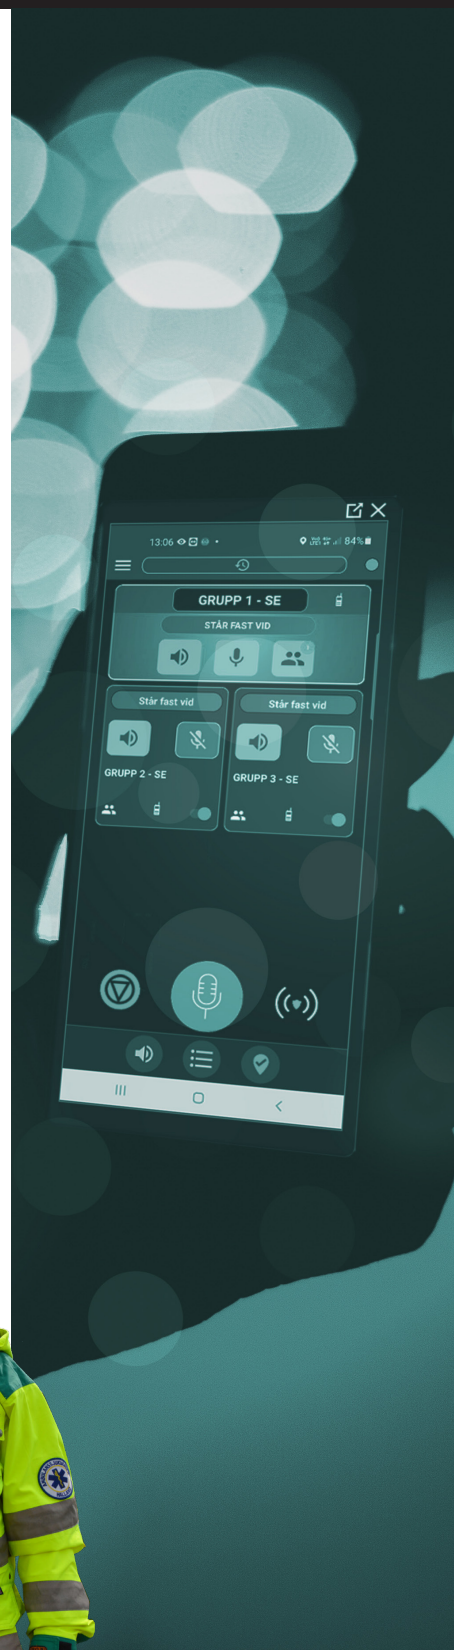 13:06
84%
GRUPP 1 - SE
STÅR FAST VID
Står fast vid
Står fast vid
GRUPP 2 - SE
GRUPP 3 - SE